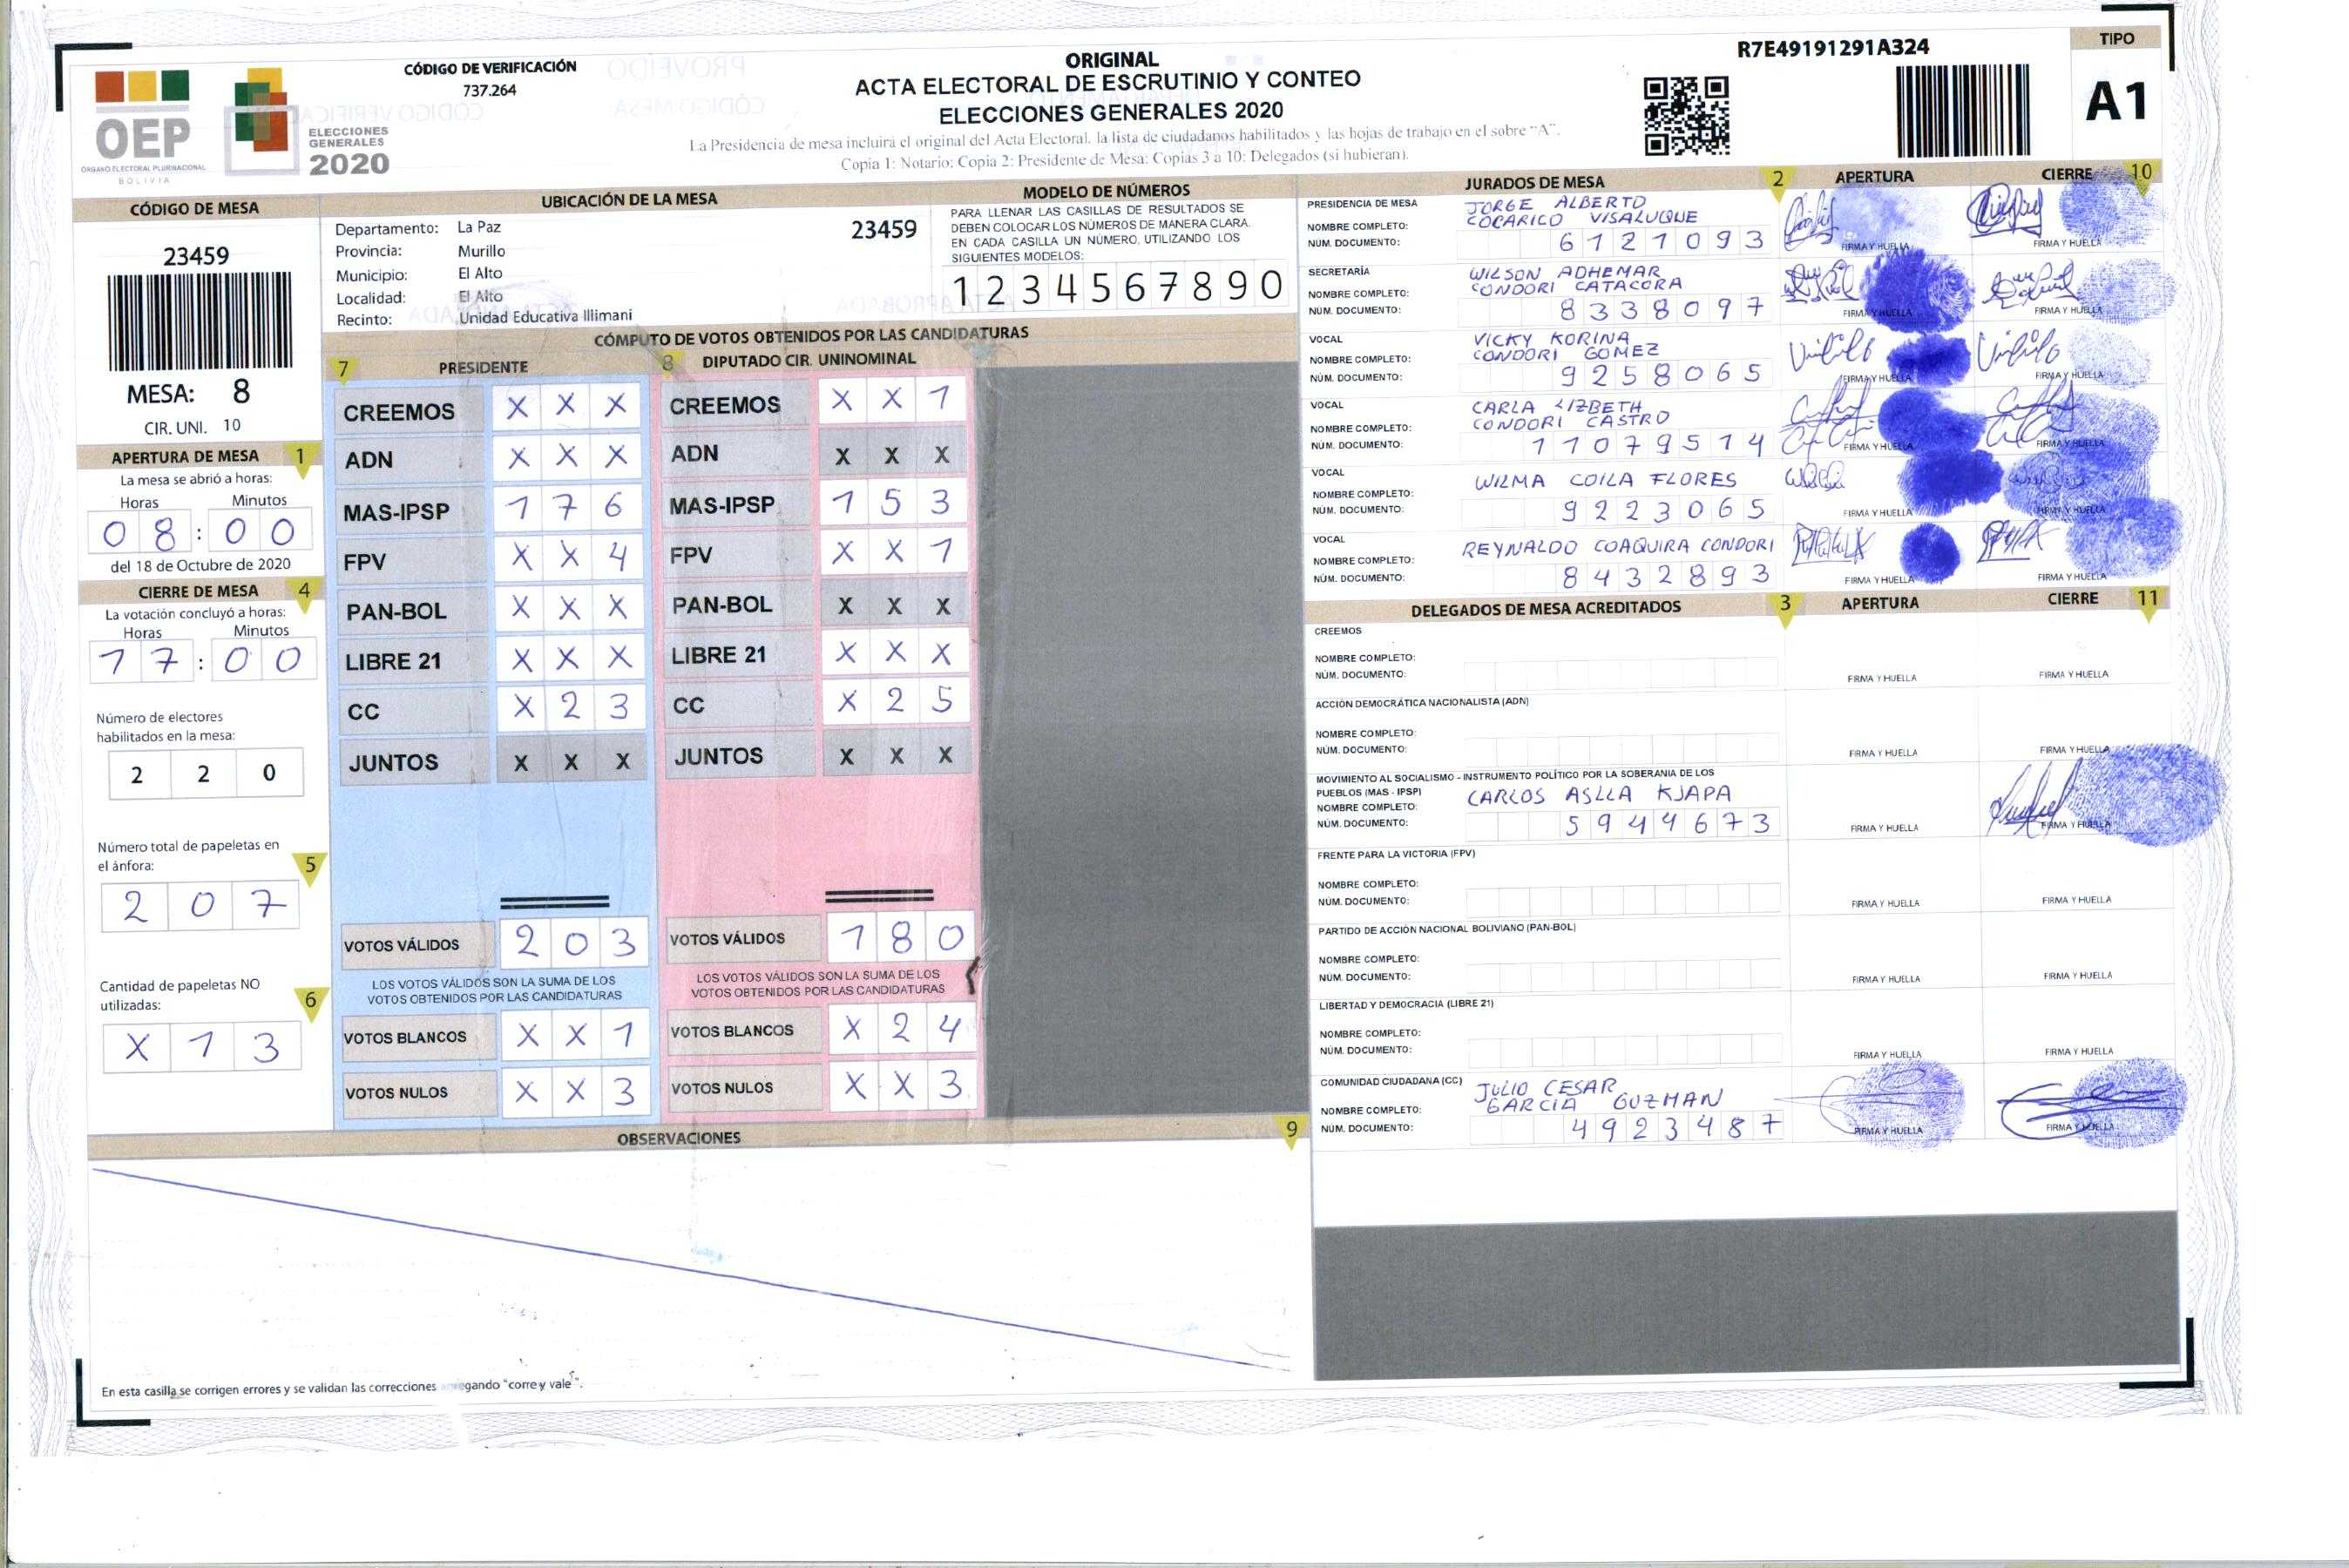 ORIGINAL
ACTA ELECTORAL DE ESCRUTINIO Y CONTEO
ELECCIONES GENERALES 2020
La Presidencia de mesa incluirá el original del Acta Electoral, la lista de ciudadanos habilitados y las hojas de trabajo en el sobre "A".
Copia 1: Notario; Copia 2: Presidente de Mesa; Copias 3 a 10: Delegados (si hubieran).
OEP
ÓRGANO ELECTORAL PLURINACIONAL
BOLIVIA
ELECCIONES
GENERALES
2020
CÓDIGO DE VERIFICACIÓN
737.264
R7E49191291A324
TIPO
A1
CÓDIGO DE MESA
23459
MESA: 8
CIR. UNI. 10
APERTURA DE MESA 1
La mesa se abrió a horas:
Horas Minutos
08:00
del 18 de Octubre de 2020
CIERRE DE MESA 4
La votación concluyó a horas:
Horas Minutos
17:00
Número de electores
habilitados en la mesa:
2 2 0
Número total de papeletas en
el ánfora: 5
2 0 7
Cantidad de papeletas NO
utilizadas: 6
X 1 3
UBICACIÓN DE LA MESA
Departamento: La Paz 23459
Provincia: Murillo
Municipio: El Alto
Localidad: El Alto
Recinto: Unidad Educativa Illimani
MODELO DE NÚMEROS
PARA LLENAR LAS CASILLAS DE RESULTADOS SE
DEBEN COLOCAR LOS NÚMEROS DE MANERA CLARA.
EN CADA CASILLA UN NÚMERO, UTILIZANDO LOS
SIGUIENTES MODELOS:
1 2 3 4 5 6 7 8 9 0
CÓMPUTO DE VOTOS OBTENIDOS POR LAS CANDIDATURAS
7 PRESIDENTE
CREEMOS X X X
ADN X X X
MAS-IPSP 1 7 6
FPV X X 4
PAN-BOL X X X
LIBRE 21 X X X
CC X 2 3
JUNTOS X X X
VOTOS VÁLIDOS 2 0 3
LOS VOTOS VÁLIDOS SON LA SUMA DE LOS
VOTOS OBTENIDOS POR LAS CANDIDATURAS
VOTOS BLANCOS X X 1
VOTOS NULOS X X 3
8 DIPUTADO CIR. UNINOMINAL
CREEMOS X X 1
ADN X X X
MAS-IPSP 1 5 3
FPV X X 1
PAN-BOL X X X
LIBRE 21 X X X
CC X 2 5
JUNTOS X X X
VOTOS VÁLIDOS 1 8 0
LOS VOTOS VÁLIDOS SON LA SUMA DE LOS
VOTOS OBTENIDOS POR LAS CANDIDATURAS
VOTOS BLANCOS X 2 4
VOTOS NULOS X X 3
OBSERVACIONES 9
En esta casilla se corrigen errores y se validan las correcciones gando "corre y vale".
JURADOS DE MESA 2 APERTURA CIERRE 10
PRESIDENCIA DE MESA JORGE ALBERTO
NOMBRE COMPLETO: COCARICO VISALUQUE
NÚM. DOCUMENTO: 6121093 FIRMA Y HUELLA FIRMA Y HUELLA
SECRETARÍA WILSON ADHEMAR
NOMBRE COMPLETO: CONDORI CATACORA
NÚM. DOCUMENTO: 8338097 FIRMA Y HUELLA FIRMA Y HUELLA
VOCAL VICKY KORINA
NOMBRE COMPLETO: CONDORI GOMEZ
NÚM. DOCUMENTO: 9258065 FIRMA Y HUELLA FIRMA Y HUELLA
VOCAL CARLA LIZBETH
NOMBRE COMPLETO: CONDORI CASTRO
NÚM. DOCUMENTO: 11079514 FIRMA Y HUELLA FIRMA Y HUELLA
VOCAL WILMA COILA FLORES
NOMBRE COMPLETO:
NÚM. DOCUMENTO: 9223065 FIRMA Y HUELLA FIRMA Y HUELLA
VOCAL REYNALDO COAQUIRA CONDORI
NOMBRE COMPLETO:
NÚM. DOCUMENTO: 8432893 FIRMA Y HUELLA FIRMA Y HUELLA
DELEGADOS DE MESA ACREDITADOS 3 APERTURA CIERRE 11
CREEMOS
NOMBRE COMPLETO:
NÚM. DOCUMENTO: FIRMA Y HUELLA FIRMA Y HUELLA
ACCIÓN DEMOCRÁTICA NACIONALISTA (ADN)
NOMBRE COMPLETO:
NÚM. DOCUMENTO: FIRMA Y HUELLA FIRMA Y HUELLA
MOVIMIENTO AL SOCIALISMO - INSTRUMENTO POLÍTICO POR LA SOBERANIA DE LOS
PUEBLOS (MAS - IPSP) CARLOS ASLLA KJAPA
NOMBRE COMPLETO:
NÚM. DOCUMENTO: 5944673 FIRMA Y HUELLA FIRMA Y HUELLA
FRENTE PARA LA VICTORIA (FPV)
NOMBRE COMPLETO:
NÚM. DOCUMENTO: FIRMA Y HUELLA FIRMA Y HUELLA
PARTIDO DE ACCIÓN NACIONAL BOLIVIANO (PAN-BOL)
NOMBRE COMPLETO:
NÚM. DOCUMENTO: FIRMA Y HUELLA FIRMA Y HUELLA
LIBERTAD Y DEMOCRACIA (LIBRE 21)
NOMBRE COMPLETO:
NÚM. DOCUMENTO: FIRMA Y HUELLA FIRMA Y HUELLA
COMUNIDAD CIUDADANA (CC) JULIO CESAR
NOMBRE COMPLETO: GARCIA GUZMAN
NÚM. DOCUMENTO: 4923487 FIRMA Y HUELLA FIRMA Y HUELLA